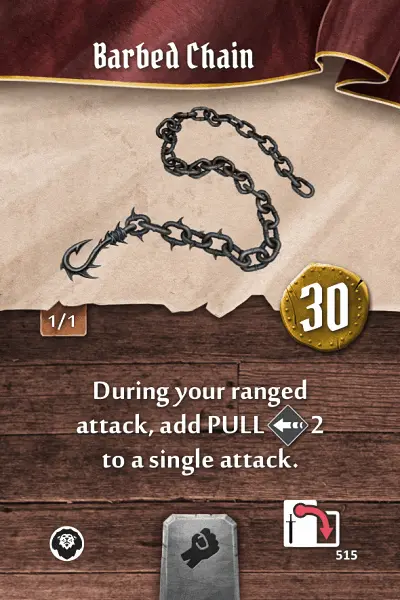 Barbed Chain
30
1/1
During your ranged
attack, add PULL 2
to a single attack.
515